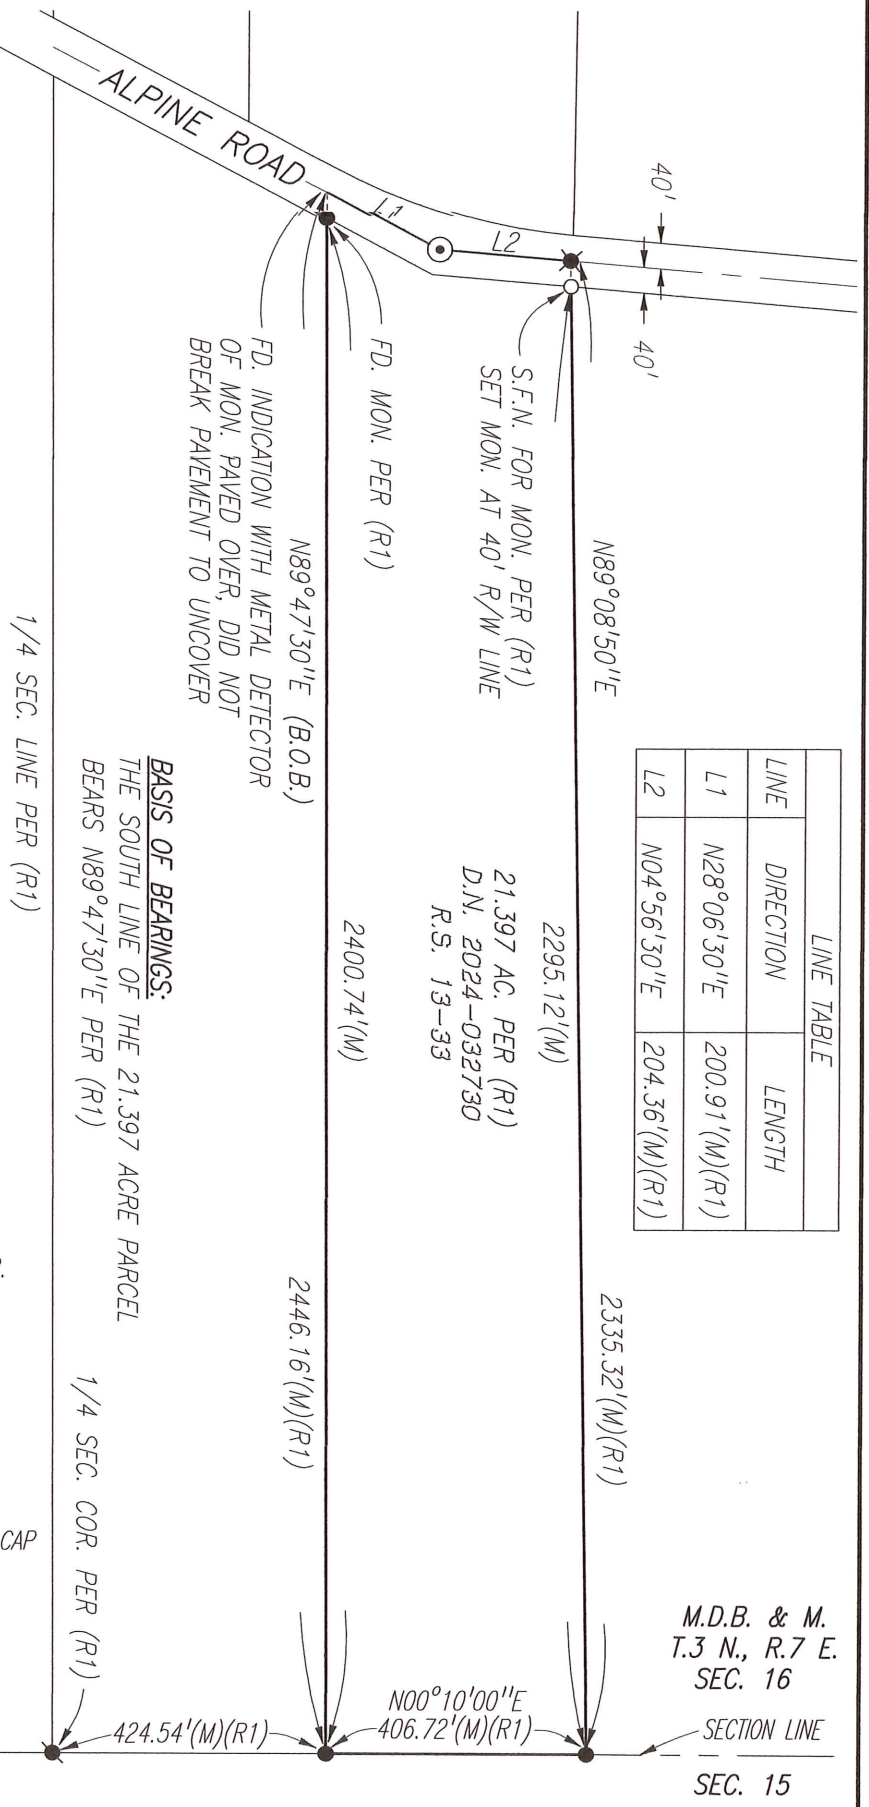 ALPINE ROAD
L1
L2
40'
40'
S.F.N. FOR MON. PER (R1)
SET MON. AT 40' R/W LINE
FD. MON. PER (R1)
FD. INDICATION WITH METAL DETECTOR
OF MON. PAVED OVER, DID NOT
BREAK PAVEMENT TO UNCOVER
N89°08'50"E
2295.12'(M)
2335.32'(M)(R1)
21.397 AC. PER (R1)
D.N. 2024-032730
R.S. 13-33
N89°47'30"E (B.O.B.)
2400.74'(M)
2446.16'(M)(R1)
LINE TABLE
LINE DIRECTION LENGTH
L1 N28°06'30"E 200.91'(M)(R1)
L2 N04°56'30"E 204.36'(M)(R1)
BASIS OF BEARINGS:
THE SOUTH LINE OF THE 21.397 ACRE PARCEL
BEARS N89°47'30"E PER (R1)
1/4 SEC. LINE PER (R1)
1/4 SEC. COR. PER (R1)
CAP
M.D.B. & M.
T.3 N., R.7 E.
SEC. 16
SECTION LINE
SEC. 15
N00°10'00"E
406.72'(M)(R1)
424.54'(M)(R1)